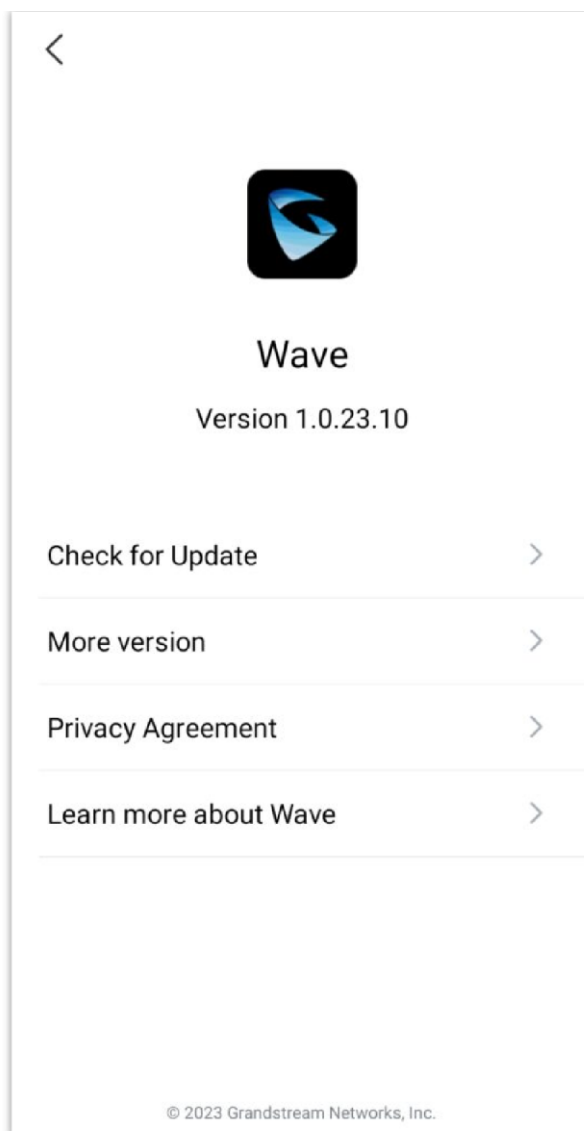 Wave
Version 1.0.23.10
Check for Update
More version
Privacy Agreement
Learn more about Wave
© 2023 Grandstream Networks, Inc.